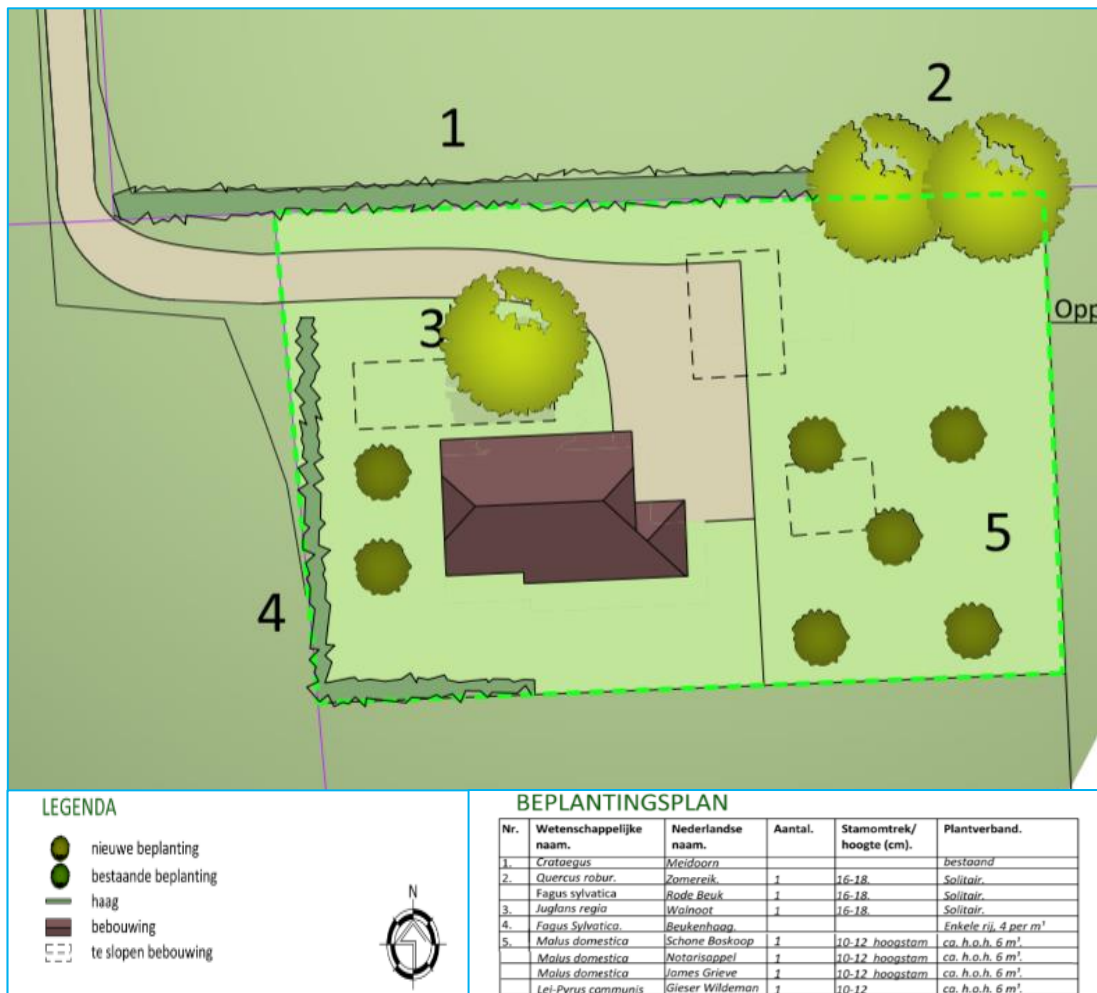 1
2
3
Opp
5
4
LEGENDA
nieuwe beplanting
bestaande beplanting
haag
bebouwing
te slopen bebouwing
N
BEPLANTINGSPLAN
Nr. Wetenschappelijke naam. Nederlandse naam. Aantal. Stamomtrek/ hoogte (cm). Plantverband.
1. Crataegus Meidoorn bestaand
2. Quercus robur. Zomereik. 1 16-18. Solitair.
Fagus sylvatica Rode Beuk 1 16-18. Solitair.
3. Juglans regia Walnoot 1 16-18. Solitair.
4. Fagus Sylvatica. Beukenhaag. Enkele rij, 4 per m¹
5. Malus domestica Schone Boskoop 1 10-12 hoogstam ca. h.o.h. 6 m¹.
Malus domestica Notarisappel 1 10-12 hoogstam ca. h.o.h. 6 m¹.
Malus domestica James Grieve 1 10-12 hoogstam ca. h.o.h. 6 m¹.
Lei-Pyrus communis Gieser Wildeman 1 10-12 ca. h.o.h. 6 m¹.